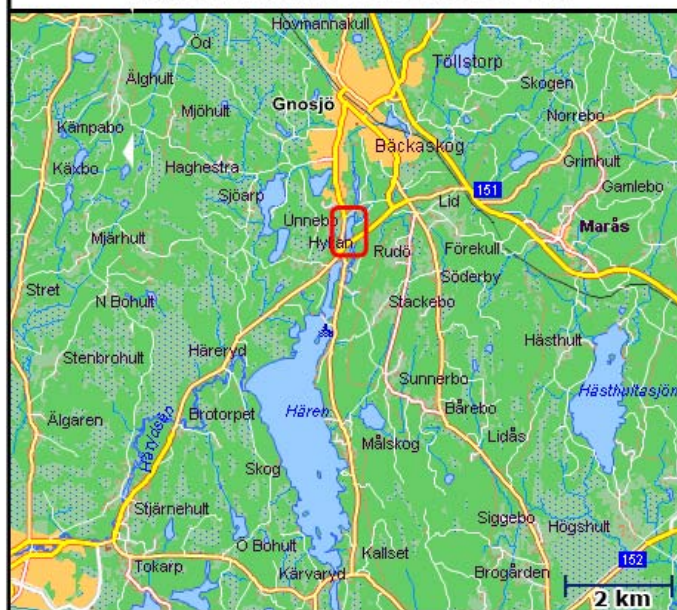 Hovmannakull
Öd
Töllstorp
Älghult
Skogen
Gnosjö
Mjöhult
Norrebo
Kämpabo
Bäckaskog
Grimhult
Käxbo
Haghestra
Gamlebo
Sjöarp
151
Lid
Unnebo
Marås
Mjärhult
Hyltan
Rudö
Förekull
Stret
Söderby
N Bohult
Stackebo
Stenbrohult
Häreryd
Hästhult
Sunnerbo
Hästhultasjön
Älgaren
Brotorpet
Hären
Bårebo
Härydsån
Målskog
Lidås
Skog
Stjärnehult
Siggebo
Högshult
Ö Bohult
Kallset
152
Tokarp
Kärvaryd
Brogården
2 km